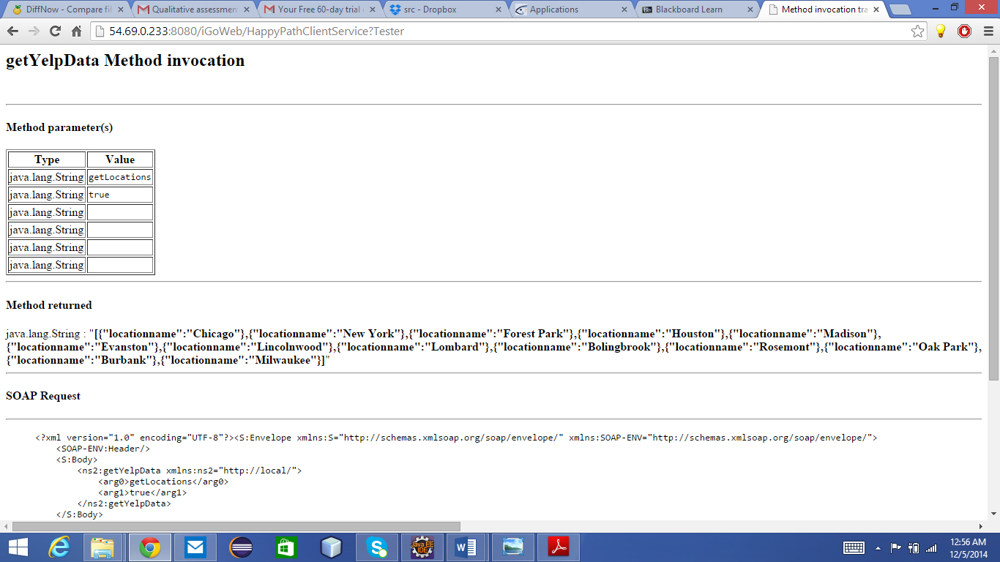 DiffNow - Compare fil
Qualitative assessmen
Your Free 60-day trial
src - Dropbox
Applications
Blackboard Learn
Method invocation tra
54.69.0.233:8080/iGoWeb/HappyPathClientService?Tester
getYelpData Method invocation
Method parameter(s)
Type Value
java.lang.String getLocations
java.lang.String true
java.lang.String
java.lang.String
java.lang.String
java.lang.String
Method returned
java.lang.String : "[{"locationname":"Chicago"},{"locationname":"New York"},{"locationname":"Forest Park"},{"locationname":"Houston"},{"locationname":"Madison"},
{"locationname":"Evanston"},{"locationname":"Lincolnwood"},{"locationname":"Lombard"},{"locationname":"Bolingbrook"},{"locationname":"Rosemont"},{"locationname":"Oak Park"},
{"locationname":"Burbank"},{"locationname":"Milwaukee"}]"
SOAP Request
<?xml version="1.0" encoding="UTF-8"?><S:Envelope xmlns:S="http://schemas.xmlsoap.org/soap/envelope/" xmlns:SOAP-ENV="http://schemas.xmlsoap.org/soap/envelope/">
<SOAP-ENV:Header/>
<S:Body>
<ns2:getYelpData xmlns:ns2="http://local/">
<arg0>getLocations</arg0>
<arg1>true</arg1>
</ns2:getYelpData>
</S:Body>
Java EE
IDE
12:56 AM
12/5/2014